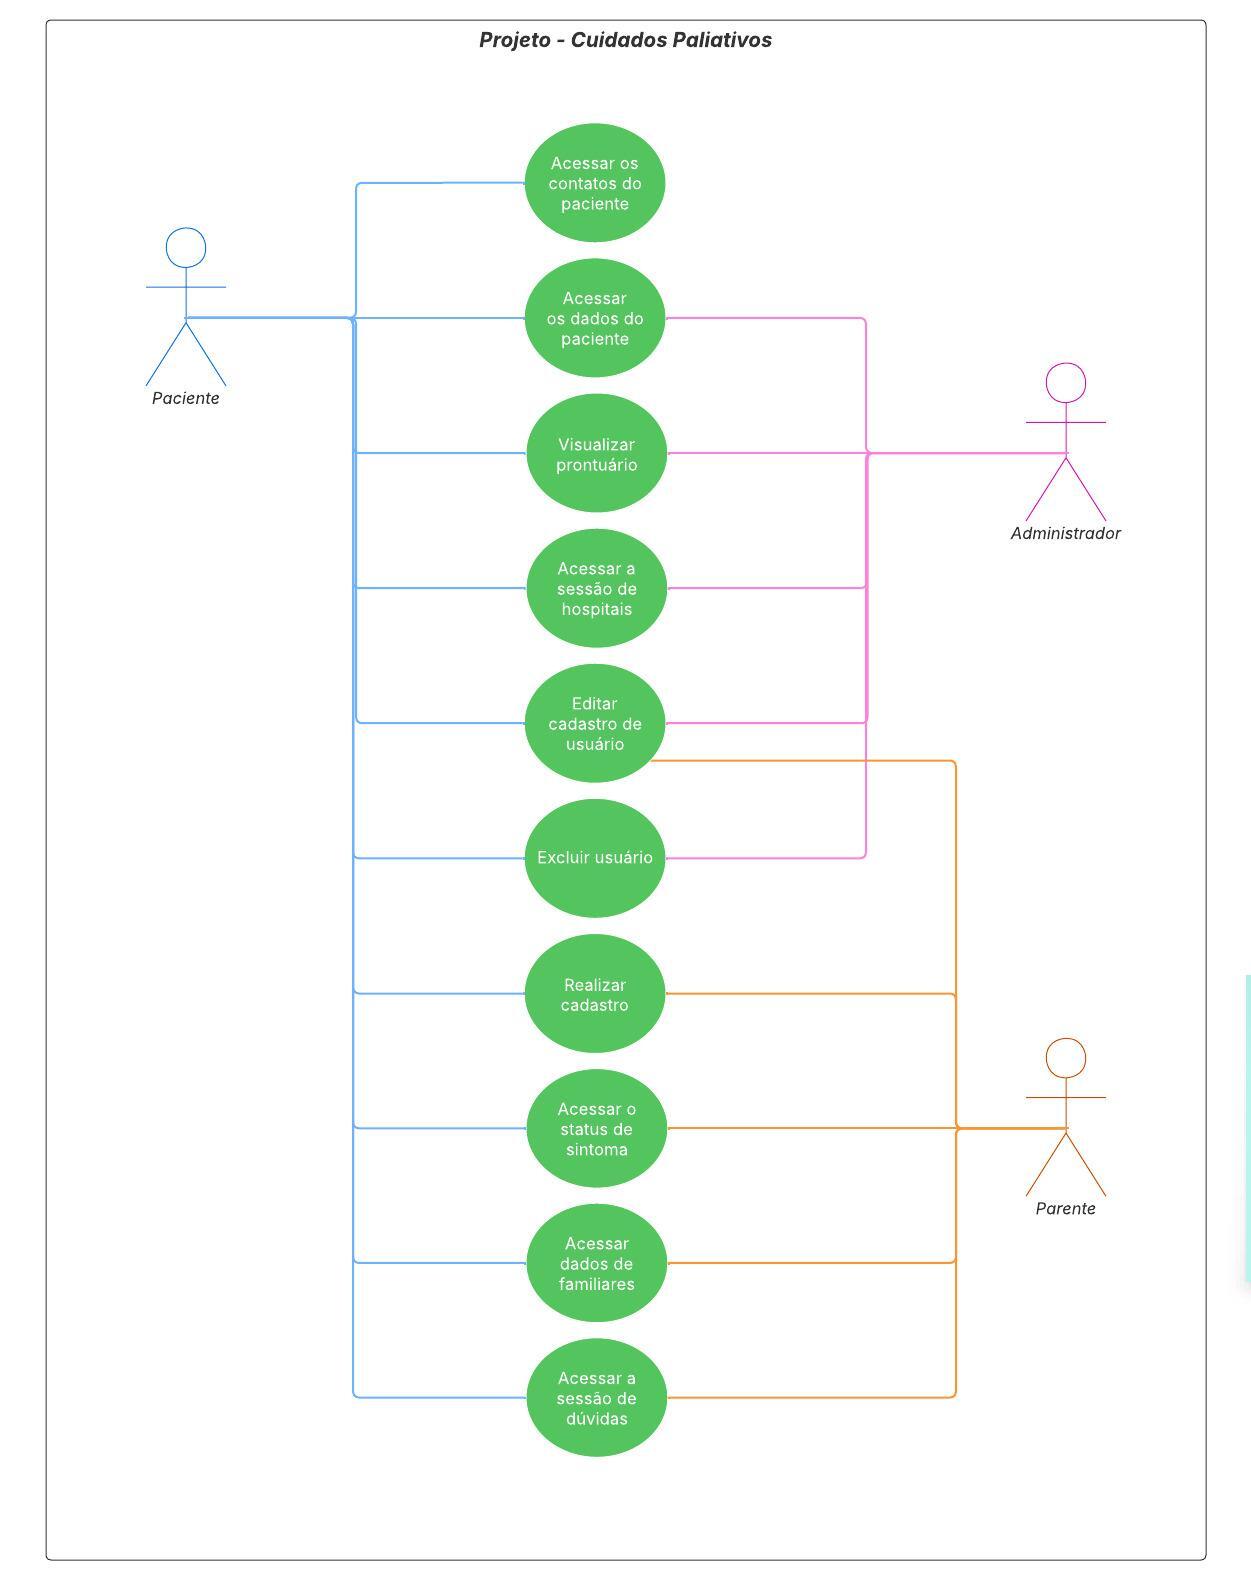 Projeto - Cuidados Paliativos
Acessar os
contatos do
paciente
Acessar
os dados do
paciente
Paciente
Visualizar
prontuário
Administrador
Acessar a
sessão de
hospitais
Editar
cadastro de
usuário
Excluir usuário
Realizar
cadastro
Acessar o
status de
sintoma
Parente
Acessar
dados de
familiares
Acessar a
sessão de
dúvidas